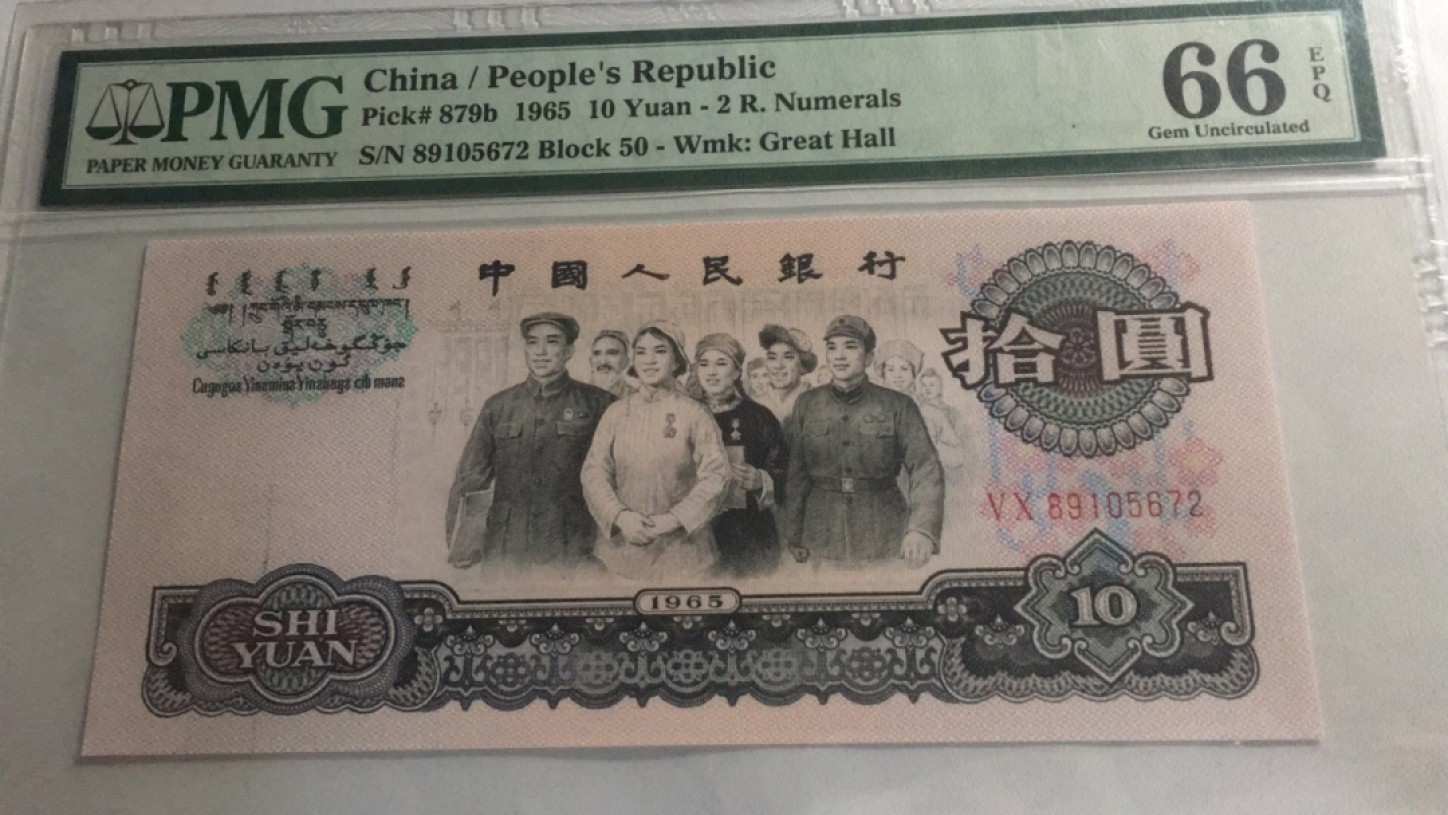 PMG
PAPER MONEY GUARANTY
China / People's Republic
Pick# 879b 1965 10 Yuan - 2 R. Numerals
S/N 89105672 Block 50 - Wmk: Great Hall
66
EPQ
Gem Uncirculated
中國人民銀行
拾圓
VX 89105672
1965
SHI
YUAN
10